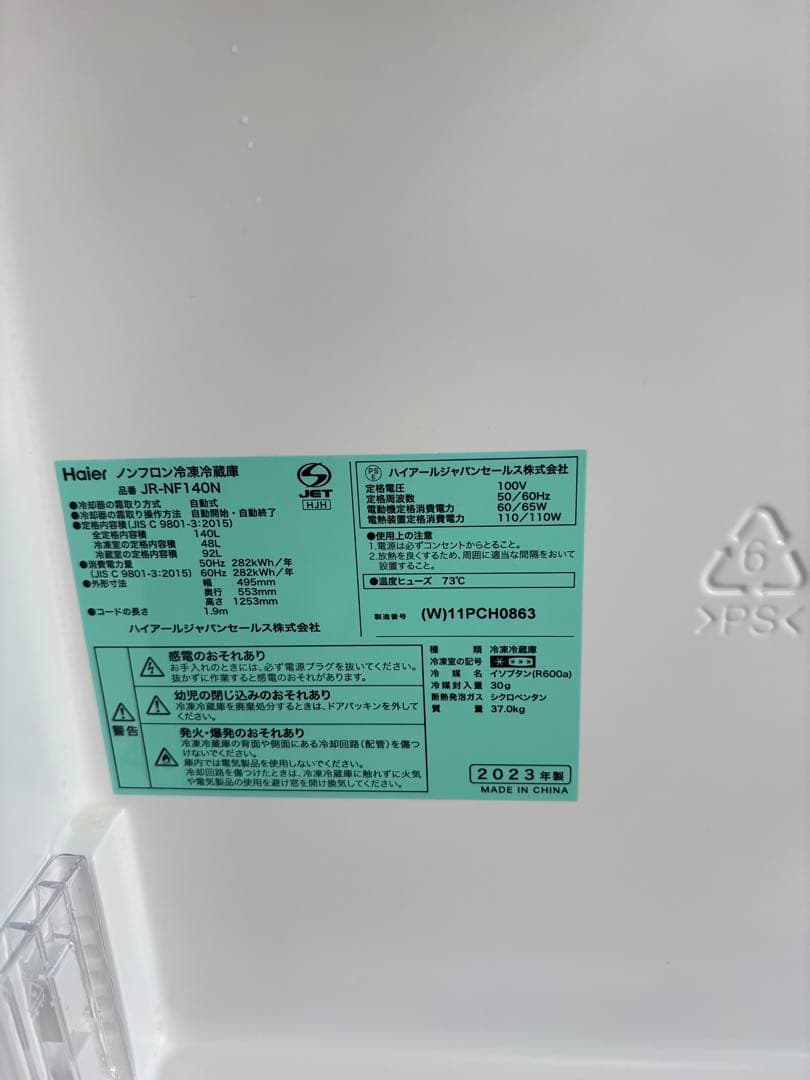 Haier ノンフロン冷凍冷蔵庫
品番 JR-NF140N
JET
HJH
●冷却器の霜取り方式 自動式
●冷却器の霜取り操作方法 自動開始・自動終了
●定格内容積(JIS C 9801-3:2015)
全定格内容積 140L
冷凍室の定格内容積 48L
冷蔵室の定格内容積 92L
●消費電力量 50Hz 282kWh/年
(JIS C 9801-3:2015) 60Hz 282kWh/年
●外形寸法 幅 495mm
奥行 553mm
高さ 1253mm
●コードの長さ 1.9m
ハイアールジャパンセールス株式会社
PSE ハイアールジャパンセールス株式会社
定格電圧 100V
定格周波数 50/60Hz
電動機定格消費電力 60/65W
電熱装置定格消費電力 110/110W
●使用上の注意
1.電源は必ずコンセントからとること。
2.放熱を良くするため、周囲に適当な間隔をおいて
設置すること。
●温度ヒューズ 73℃
製造番号 (W)11PCH0863
警告
感電のおそれあり
お手入れのときには、必ず電源プラグを抜いてください。
抜かずに作業すると感電のおそれがあります。
幼児の閉じ込みのおそれあり
冷凍冷蔵庫を廃棄処分するときは、ドアパッキンを外して
ください。
発火・爆発のおそれあり
冷凍冷蔵庫の背面や側面にある冷却回路(配管)を傷つ
けないでください。
庫内では電気製品を使用しないでください。
冷却回路を傷つけたときは、冷凍冷蔵庫に触れずに火気
や電気製品の使用を避け窓を開け換気してください。
種類 冷凍冷蔵庫
冷凍室の記号 * ***
冷媒名 イソブタン(R600a)
冷媒封入量 30g
断熱発泡ガス シクロペンタン
質量 37.0kg
2023年製
MADE IN CHINA
6
>PS<